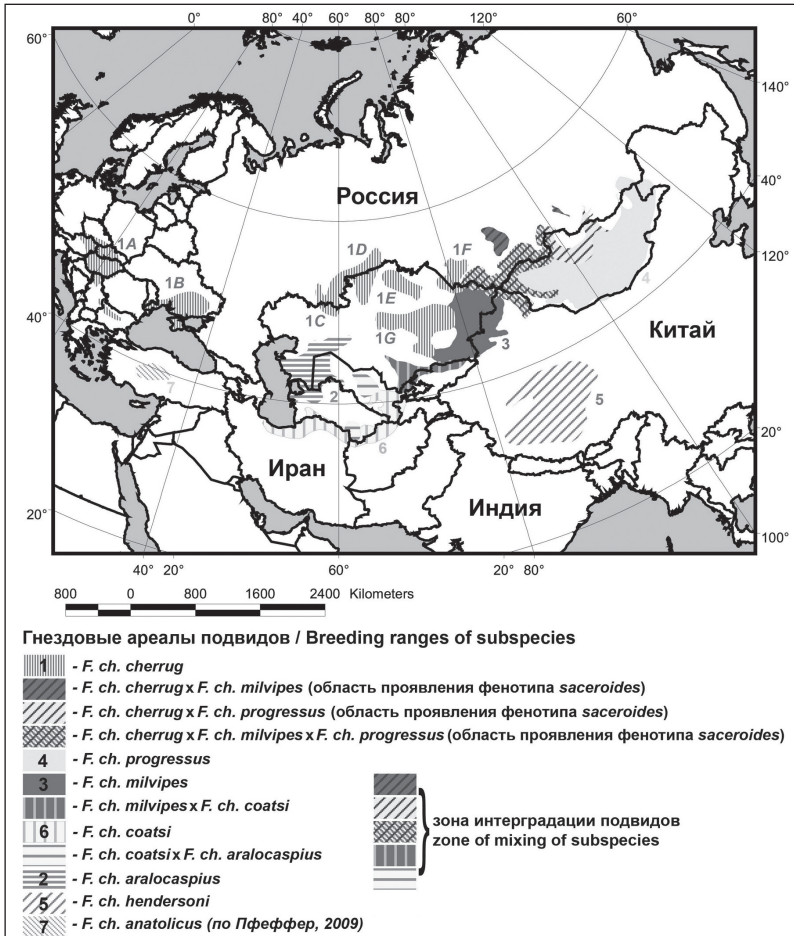 0° 80° 40° 60° 80° 80° 120° 60°
60°
140°
Россия
40°
1A
1D
1F
120°
1B
1E
4
40°
1C
1G
Китай
3
7
2
5
20°
6
Иран
Индия
20°
100°
40° 20° 60° 20° 80°
800 0 800 1600 2400 Kilometers
Гнездовые ареалы подвидов / Breeding ranges of subspecies
1 - F. ch. cherrug
- F. ch. cherrug x F. ch. milvipes (область проявления фенотипа saceroides)
- F. ch. cherrug x F. ch. progressus (область проявления фенотипа saceroides)
- F. ch. cherrug x F. ch. milvipes x F. ch. progressus (область проявления фенотипа saceroides)
4 - F. ch. progressus
3 - F. ch. milvipes
- F. ch. milvipes x F. ch. coatsi
6 - F. ch. coatsi
- F. ch. coatsi x F. ch. aralocaspius
2 - F. ch. aralocaspius
5 - F. ch. hendersoni
7 - F. ch. anatolicus (по Пфеффер, 2009)
зона интерградации подвидов
zone of mixing of subspecies